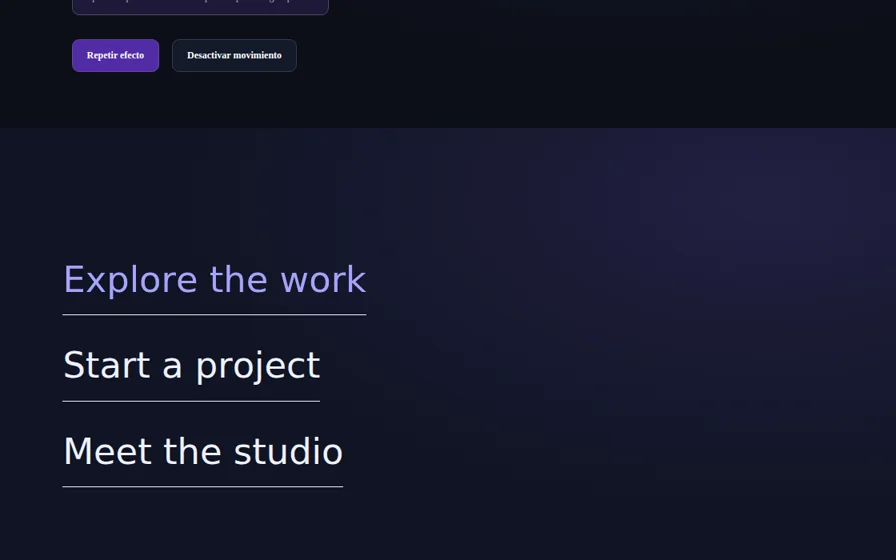 Repetir efecto
Desactivar movimiento
Explore the work
Start a project
Meet the studio